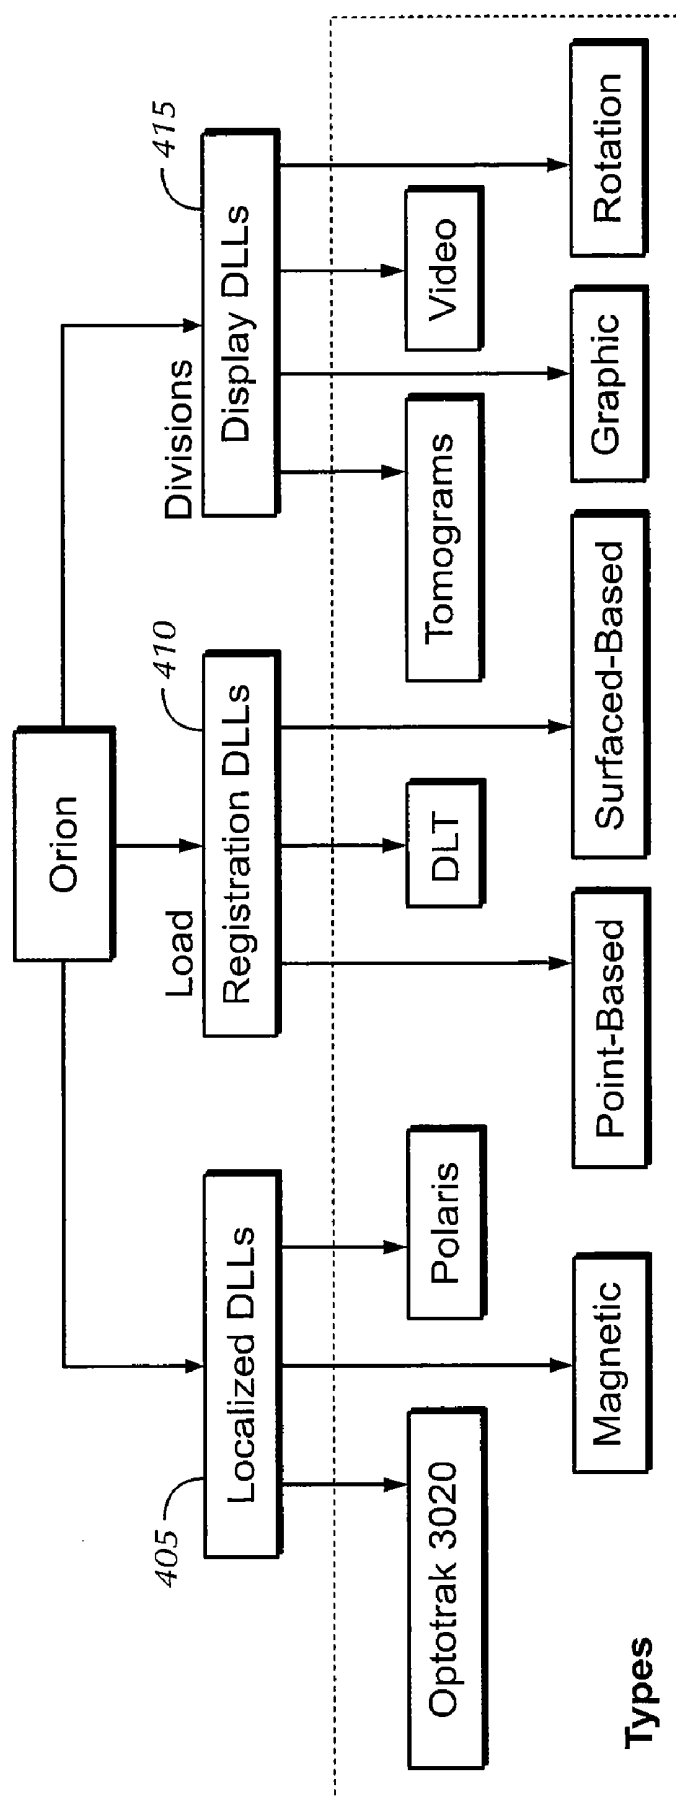 Orion
Load
Divisions
405
410
415
Localized DLLs
Registration DLLs
Display DLLs
Optotrak 3020
Polaris
DLT
Tomograms
Video
Types
Magnetic
Point-Based
Surfaced-Based
Graphic
Rotation